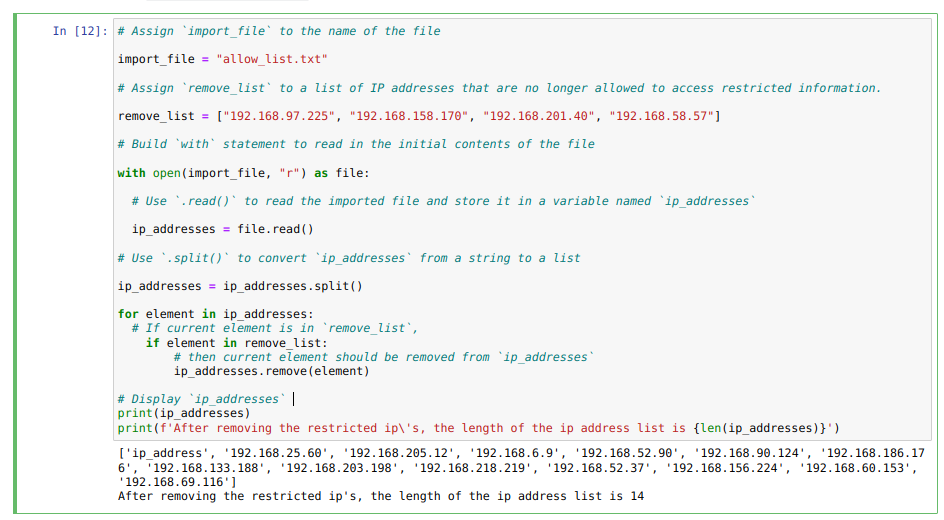 In [12]: # Assign `import_file` to the name of the file
import_file = "allow_list.txt"
# Assign `remove_list` to a list of IP addresses that are no longer allowed to access restricted information.
remove_list = ["192.168.97.225", "192.168.158.170", "192.168.201.40", "192.168.58.57"]
# Build `with` statement to read in the initial contents of the file
with open(import_file, "r") as file:
# Use `.read()` to read the imported file and store it in a variable named `ip_addresses`
ip_addresses = file.read()
# Use `.split()` to convert `ip_addresses` from a string to a list
ip_addresses = ip_addresses.split()
for element in ip_addresses:
# If current element is in `remove_list`,
if element in remove_list:
# then current element should be removed from `ip_addresses`
ip_addresses.remove(element)
# Display `ip_addresses`
print(ip_addresses)
print(f'After removing the restricted ip\'s, the length of the ip address list is {len(ip_addresses)}')
['ip_address', '192.168.25.60', '192.168.205.12', '192.168.6.9', '192.168.52.90', '192.168.90.124', '192.168.186.17
6', '192.168.133.188', '192.168.203.198', '192.168.218.219', '192.168.52.37', '192.168.156.224', '192.168.60.153',
'192.168.69.116']
After removing the restricted ip's, the length of the ip address list is 14